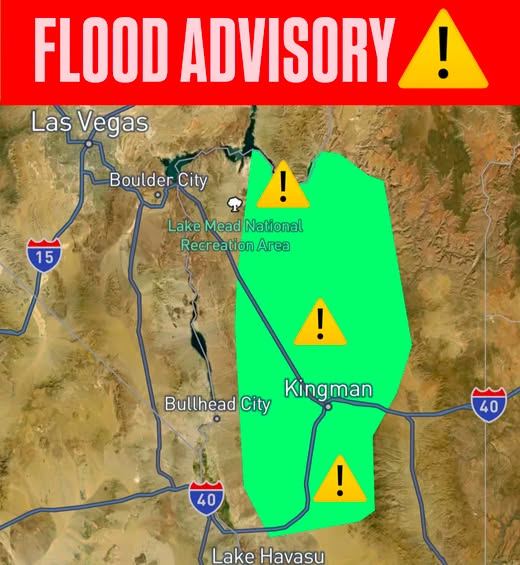 FLOOD ADVISORY
Las Vegas
Boulder City
Lake Mead National
Recreation Area
15
Kingman
Bullhead City
40
40
Lake Havasu